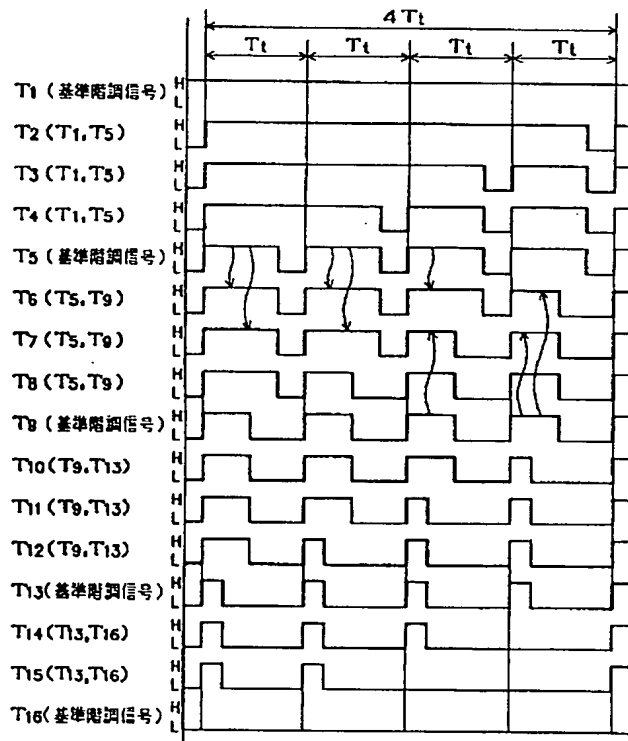 4Tt
Tt Tt Tt Tt
T1(基準階調信号) H L
T2(T1,T5) H L
T3(T1,T5) H L
T4(T1,T5) H L
T5(基準階調信号) H L
T6(T5,T9) H L
T7(T5,T9) H L
T8(T5,T9) H L
T9(基準階調信号) H L
T10(T9,T13) H L
T11(T9,T13) H L
T12(T9,T13) H L
T13(基準階調信号) H L
T14(T13,T16) H L
T15(T13,T16) H L
T16(基準階調信号) H L